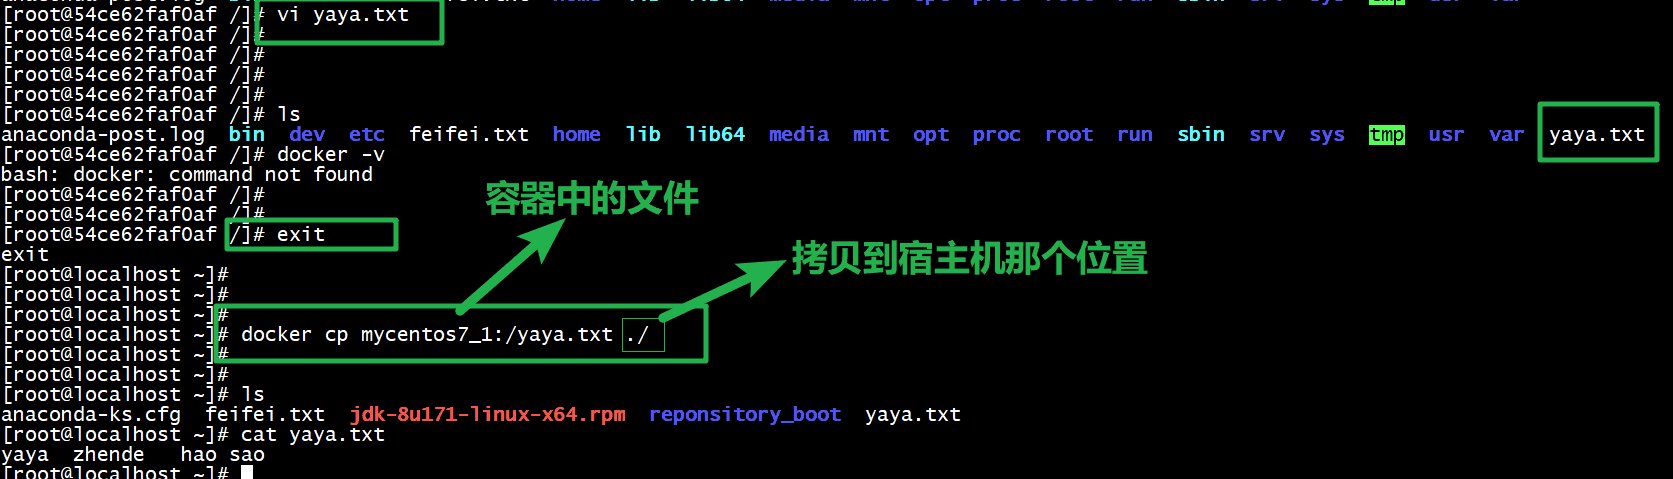 [root@54ce62faf0af /]# vi yaya.txt
[root@54ce62faf0af /]#
[root@54ce62faf0af /]#
[root@54ce62faf0af /]#
[root@54ce62faf0af /]#
[root@54ce62faf0af /]# ls
anaconda-post.log  bin  dev  etc  feifei.txt  home  lib  lib64  media  mnt  opt  proc  root  run  sbin  srv  sys  tmp  usr  var  yaya.txt
[root@54ce62faf0af /]# docker -v
bash: docker: command not found
[root@54ce62faf0af /]#
容器中的文件
[root@54ce62faf0af /]#
[root@54ce62faf0af /]# exit
exit
拷贝到宿主机那个位置
[root@localhost ~]#
[root@localhost ~]#
[root@localhost ~]#
[root@localhost ~]# docker cp mycentos7_1:/yaya.txt ./
[root@localhost ~]#
[root@localhost ~]#
[root@localhost ~]# ls
anaconda-ks.cfg  feifei.txt  jdk-8u171-linux-x64.rpm  reponsitory_boot  yaya.txt
[root@localhost ~]# cat yaya.txt
yaya  zhende   hao sao
[root@localhost ~]#